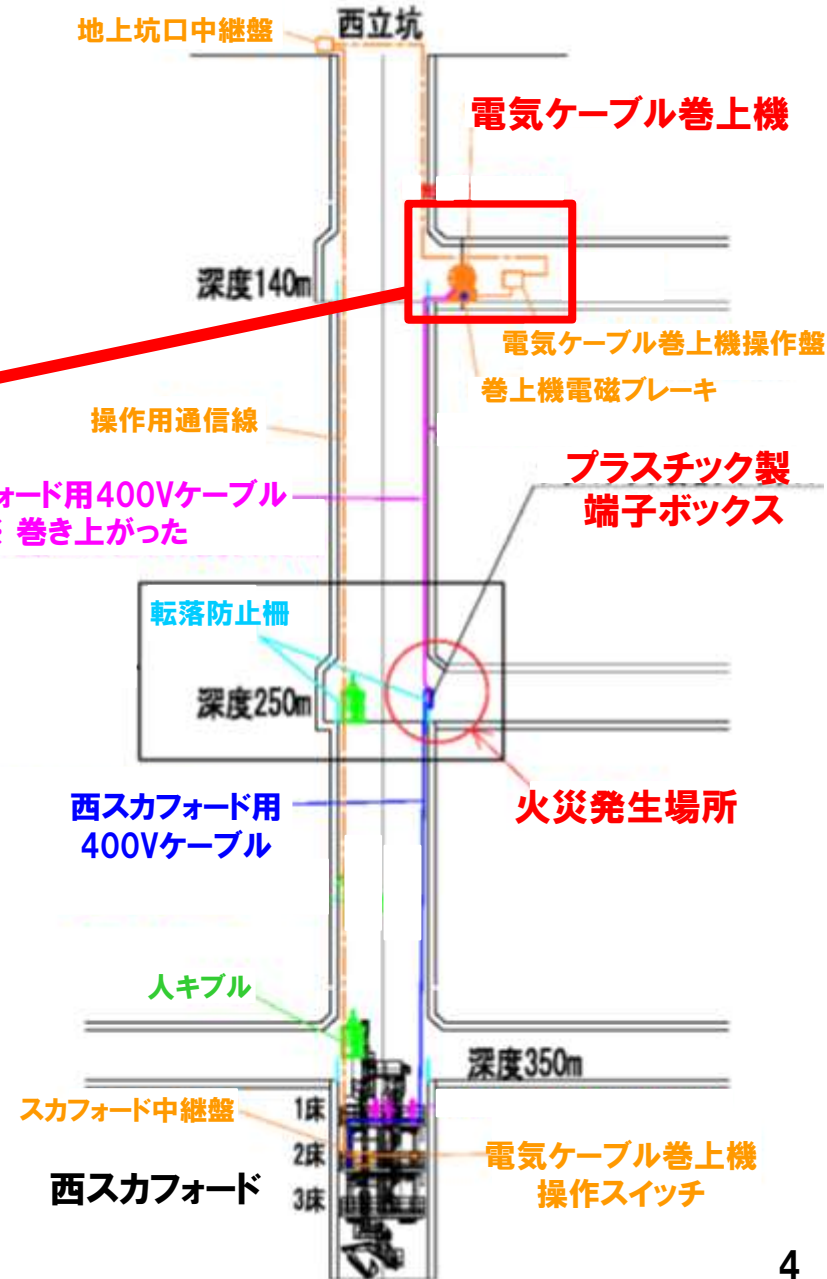 地上坑口中継盤
西立坑
電気ケーブル巻上機
深度140m
電気ケーブル巻上機操作盤
巻上機電磁ブレーキ
操作用通信線
プラスチック製
端子ボックス
ォード用400Vケーブル
巻き上がった
転落防止柵
深度250m
西スカフォード用
400Vケーブル
火災発生場所
人キブル
深度350m
スカフォード中継盤
1床
2床
3床
電気ケーブル巻上機
操作スイッチ
西スカフォード
4